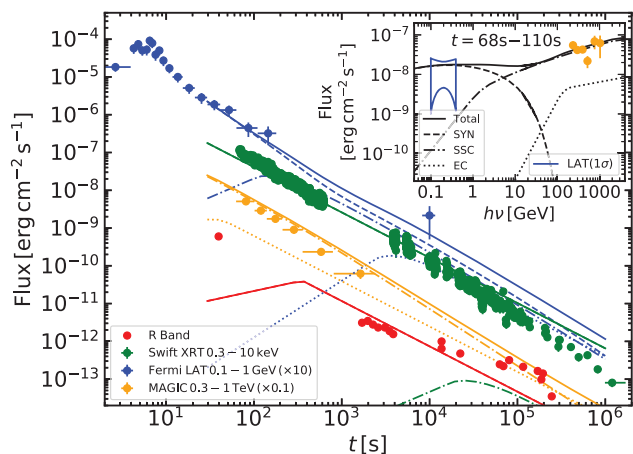 10⁻⁴
10⁻⁵
10⁻⁶
10⁻⁷
10⁻⁸
10⁻⁹
10⁻¹⁰
10⁻¹¹
10⁻¹²
10⁻¹³
Flux [erg cm⁻² s⁻¹]
R Band
Swift XRT 0.3 − 10 keV
Fermi LAT 0.1 − 1 GeV (×10)
MAGIC 0.3 − 1 TeV (×0.1)
10¹ 10² 10³ 10⁴ 10⁵ 10⁶
t [s]
t = 68s−110s
10⁻⁷
10⁻⁸
10⁻⁹
10⁻¹⁰
Flux
[erg cm⁻² s⁻¹]
Total
SYN
SSC
EC
LAT(1σ)
0.1 1 10 100 1000
hν [GeV]